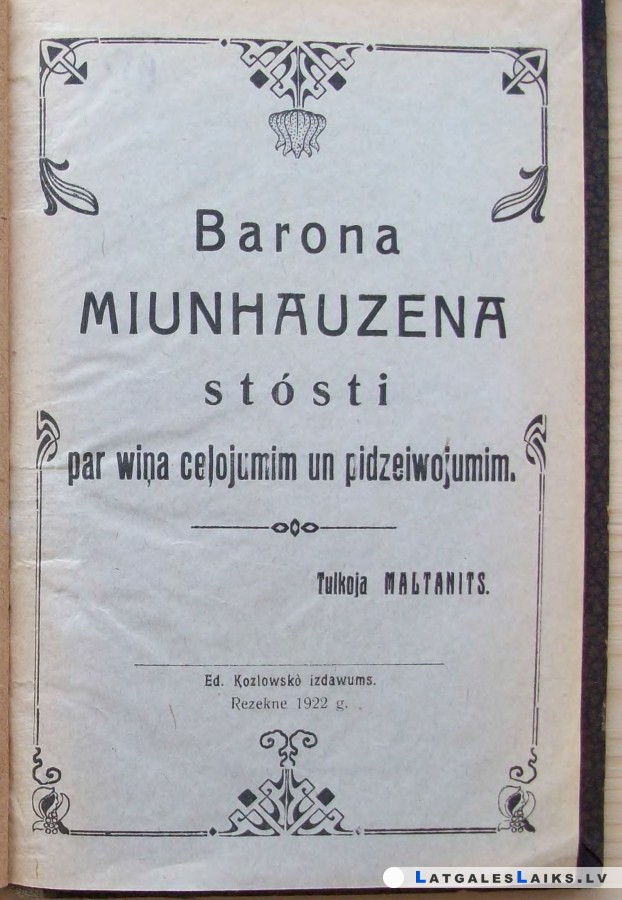 Barona
MIUNHAUZENA
stósti
par wiņa ceļojumim un pidzeiwojumim.
Tulkoja MALTANITS.
Ed. Kozlowskò izdawums.
Rezekne 1922 g.
LATGALESLAIKS.LV